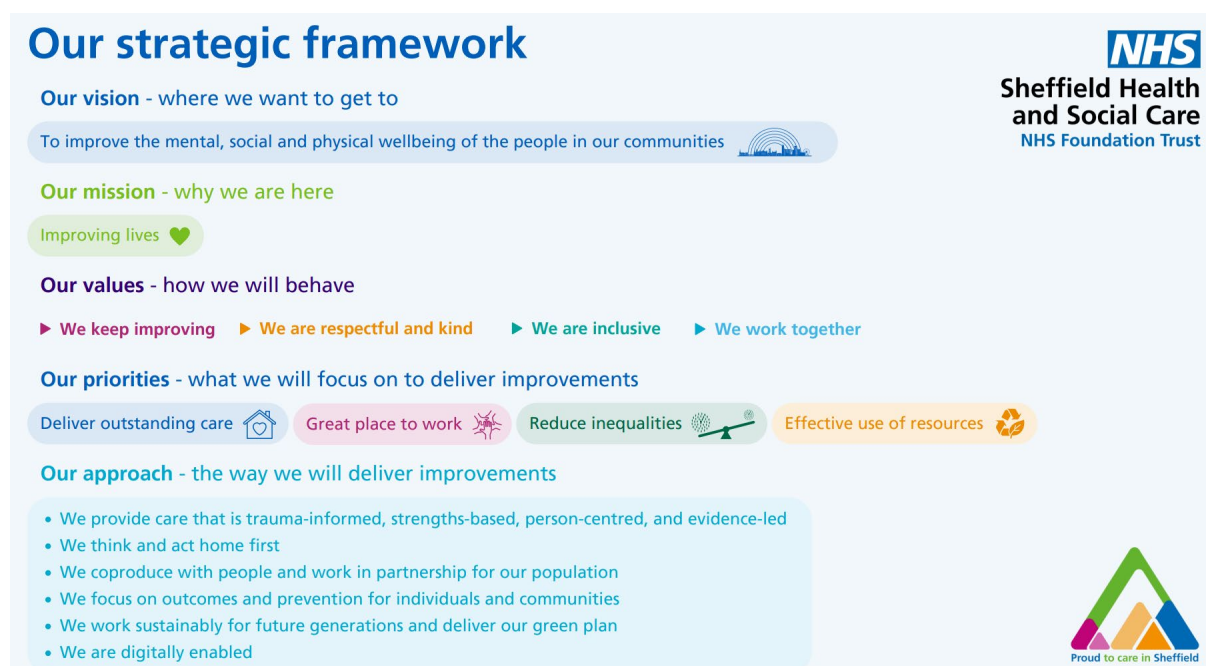 Our strategic framework
NHS
Sheffield Health
and Social Care
NHS Foundation Trust
Our vision - where we want to get to
To improve the mental, social and physical wellbeing of the people in our communities
Our mission - why we are here
Improving lives
Our values - how we will behave
We keep improving We are respectful and kind We are inclusive We work together
Our priorities - what we will focus on to deliver improvements
Deliver outstanding care Great place to work Reduce inequalities Effective use of resources
Our approach - the way we will deliver improvements
• We provide care that is trauma-informed, strengths-based, person-centred, and evidence-led
• We think and act home first
• We coproduce with people and work in partnership for our population
• We focus on outcomes and prevention for individuals and communities
• We work sustainably for future generations and deliver our green plan
• We are digitally enabled
Proud to care in Sheffield